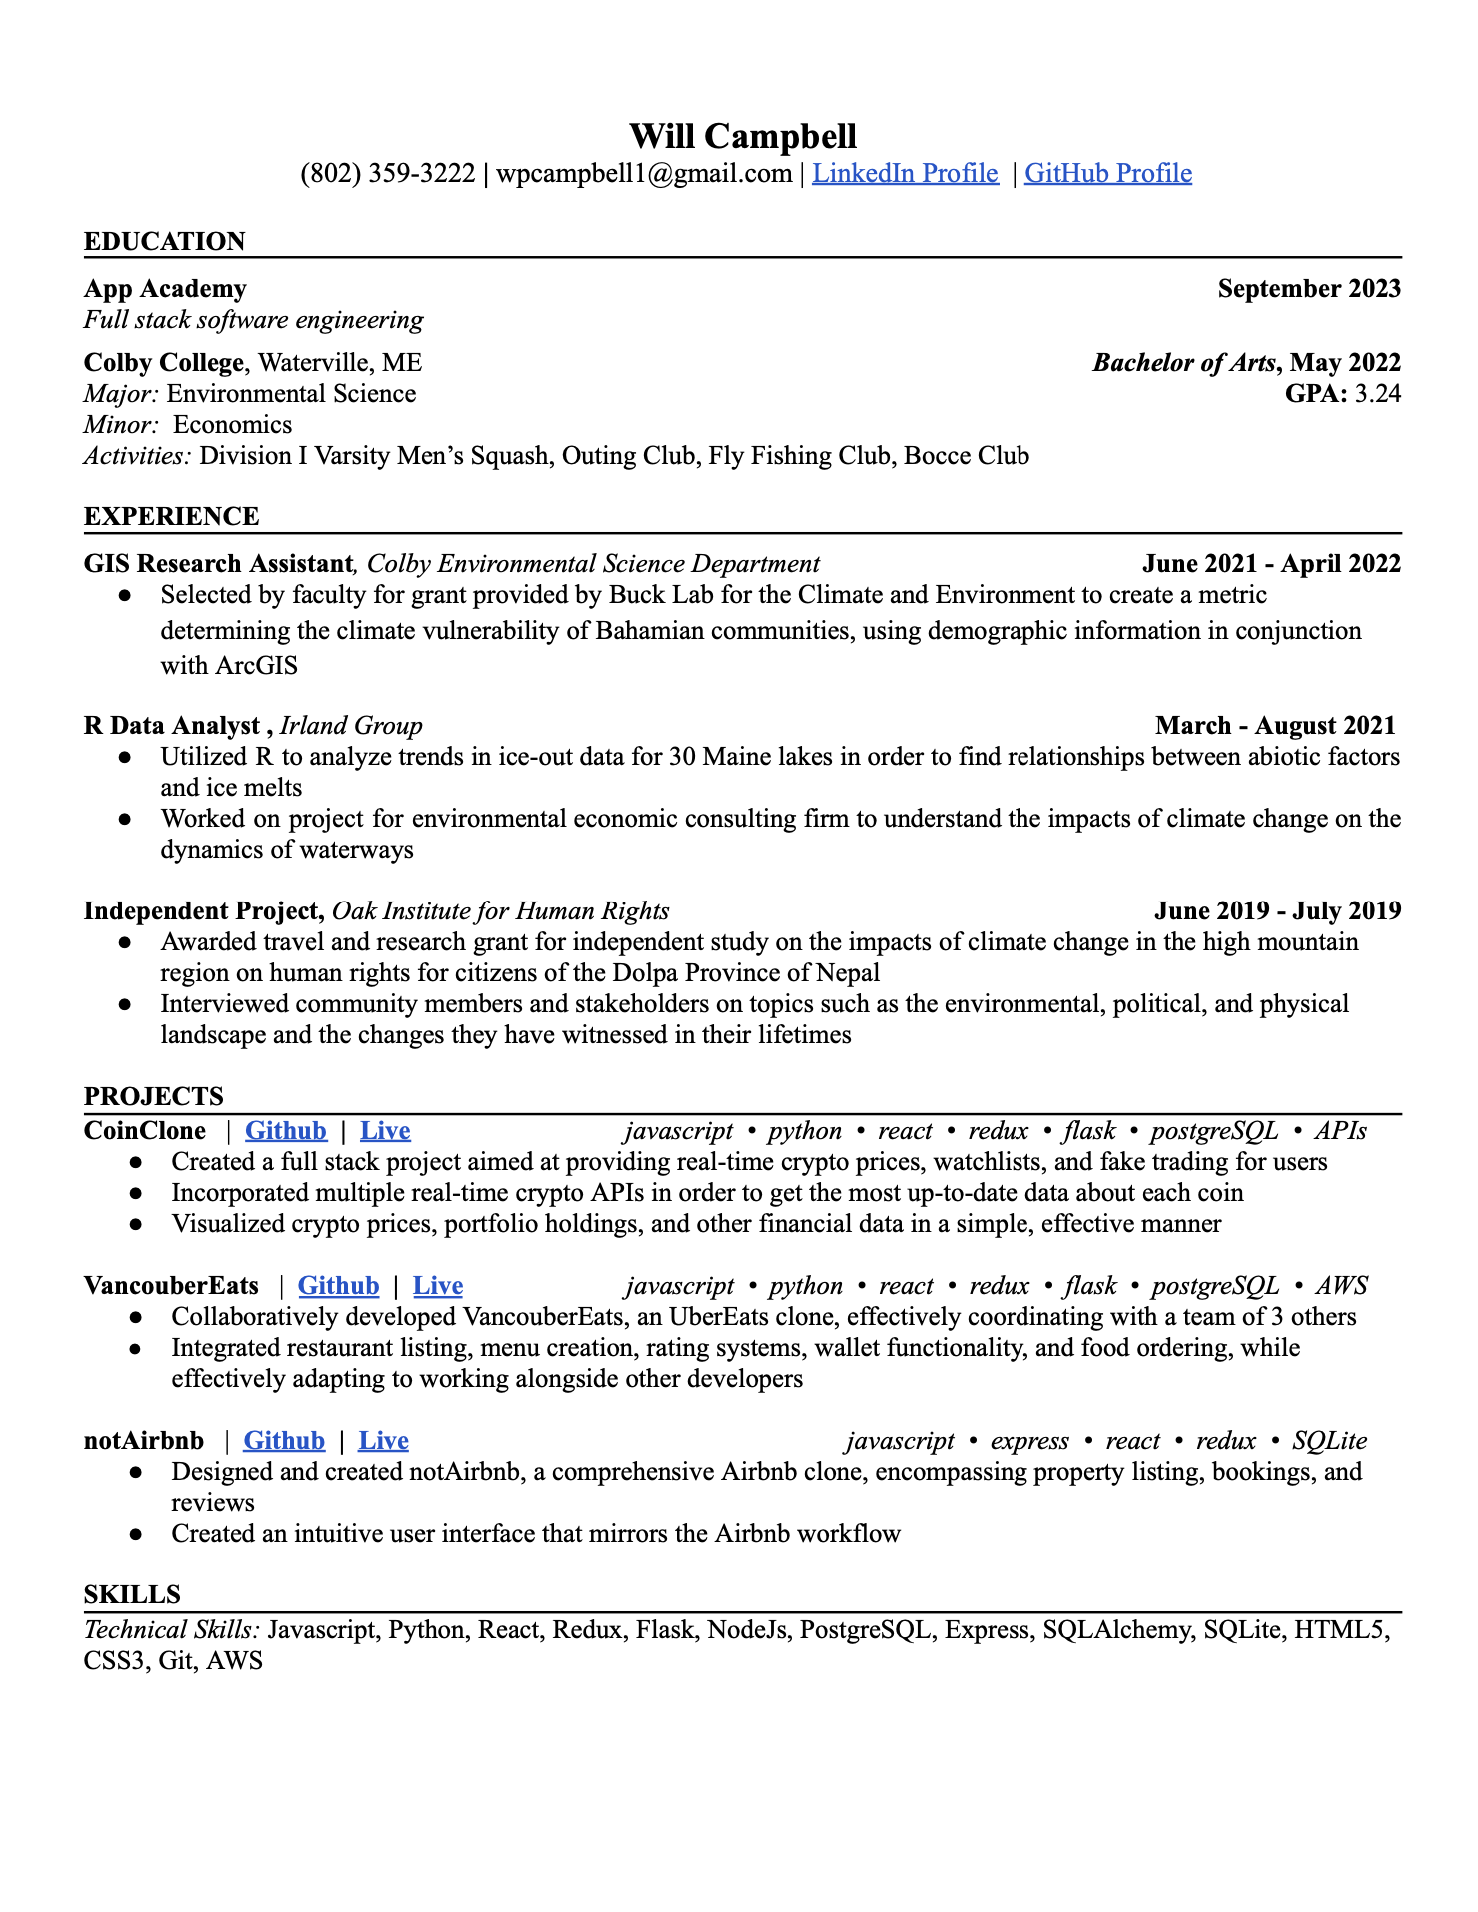 Will Campbell
(802) 359-3222 | wpcampbell1@gmail.com | LinkedIn Profile | GitHub Profile
EDUCATION
App Academy September 2023
Full stack software engineering
Colby College, Waterville, ME Bachelor of Arts, May 2022
Major: Environmental Science GPA: 3.24
Minor: Economics
Activities: Division I Varsity Men’s Squash, Outing Club, Fly Fishing Club, Bocce Club
EXPERIENCE
GIS Research Assistant, Colby Environmental Science Department June 2021 - April 2022
● Selected by faculty for grant provided by Buck Lab for the Climate and Environment to create a metric
determining the climate vulnerability of Bahamian communities, using demographic information in conjunction
with ArcGIS
R Data Analyst , Irland Group March - August 2021
● Utilized R to analyze trends in ice-out data for 30 Maine lakes in order to find relationships between abiotic factors
and ice melts
● Worked on project for environmental economic consulting firm to understand the impacts of climate change on the
dynamics of waterways
Independent Project, Oak Institute for Human Rights June 2019 - July 2019
● Awarded travel and research grant for independent study on the impacts of climate change in the high mountain
region on human rights for citizens of the Dolpa Province of Nepal
● Interviewed community members and stakeholders on topics such as the environmental, political, and physical
landscape and the changes they have witnessed in their lifetimes
PROJECTS
CoinClone | Github | Live javascript • python • react • redux • flask • postgreSQL • APIs
● Created a full stack project aimed at providing real-time crypto prices, watchlists, and fake trading for users
● Incorporated multiple real-time crypto APIs in order to get the most up-to-date data about each coin
● Visualized crypto prices, portfolio holdings, and other financial data in a simple, effective manner
VancouberEats | Github | Live javascript • python • react • redux • flask • postgreSQL • AWS
● Collaboratively developed VancouberEats, an UberEats clone, effectively coordinating with a team of 3 others
● Integrated restaurant listing, menu creation, rating systems, wallet functionality, and food ordering, while
effectively adapting to working alongside other developers
notAirbnb | Github | Live javascript • express • react • redux • SQLite
● Designed and created notAirbnb, a comprehensive Airbnb clone, encompassing property listing, bookings, and
reviews
● Created an intuitive user interface that mirrors the Airbnb workflow
SKILLS
Technical Skills: Javascript, Python, React, Redux, Flask, NodeJs, PostgreSQL, Express, SQLAlchemy, SQLite, HTML5,
CSS3, Git, AWS